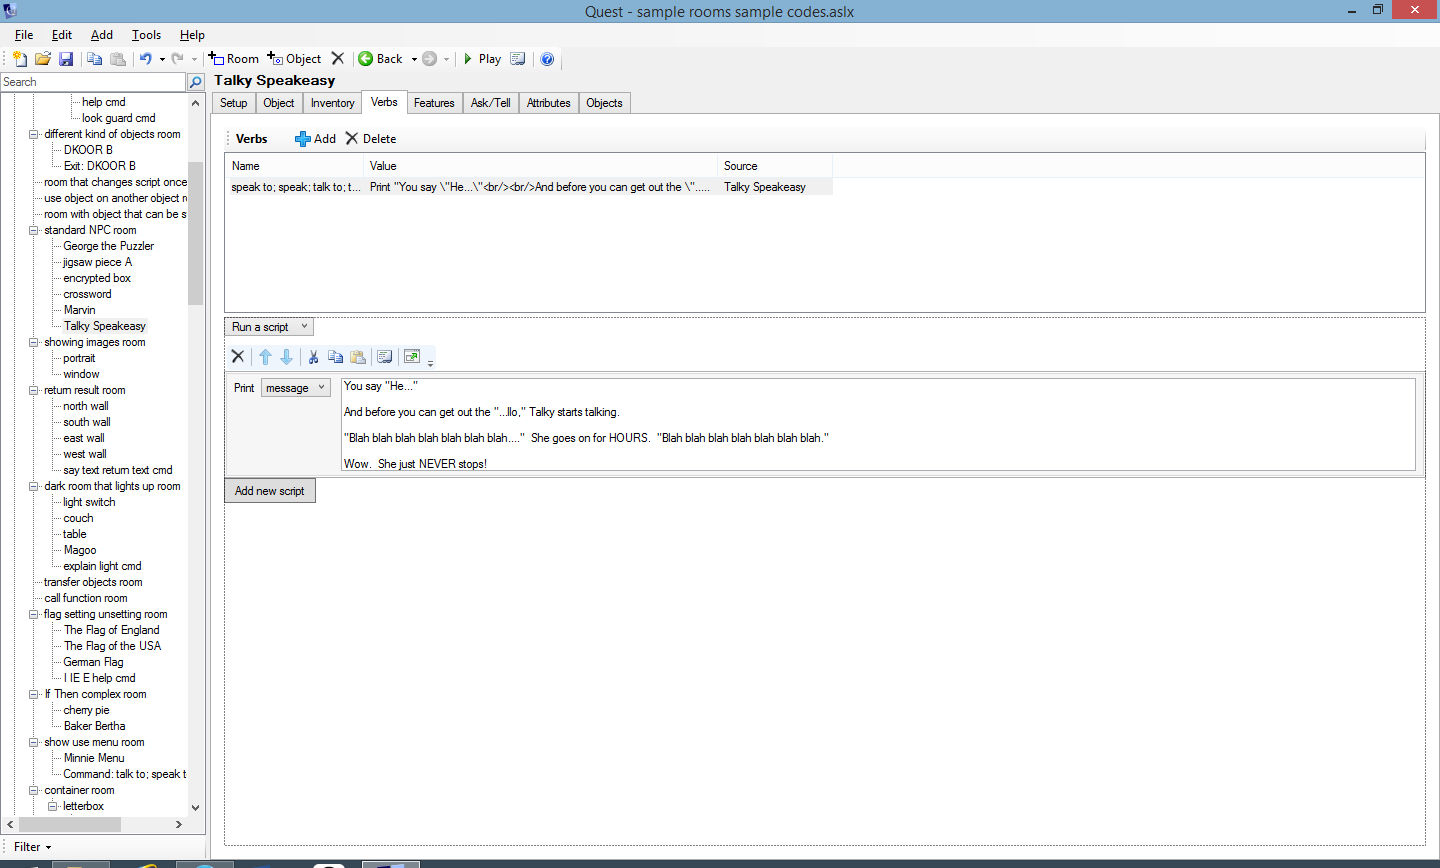 Quest - sample rooms sample codes.aslx
File Edit Add Tools Help
Room Object Back Play
Search
Talky Speakeasy
Setup Object Inventory Verbs Features Ask/Tell Attributes Objects
help cmd
look guard cmd
different kind of objects room
DKOOR B
Exit: DKOOR B
room that changes script once
use object on another object r
room with object that can be s
standard NPC room
George the Puzzler
jigsaw piece A
encrypted box
crossword
Marvin
Talky Speakeasy
showing images room
portrait
window
return result room
north wall
south wall
east wall
west wall
say text return text cmd
dark room that lights up room
light switch
couch
table
Magoo
explain light cmd
transfer objects room
call function room
flag setting unsetting room
The Flag of England
The Flag of the USA
German Flag
I IE E help cmd
If Then complex room
cherry pie
Baker Bertha
show use menu room
Minnie Menu
Command: talk to; speak t
container room
letterbox
Filter
Verbs Add Delete
Name Value Source
speak to; speak; talk to; t... Print "You say \"He...\"<br/><br/>And before you can get out the \"..... Talky Speakeasy
Run a script
Print message
You say "He..."
And before you can get out the "...llo," Talky starts talking.
"Blah blah blah blah blah blah blah...." She goes on for HOURS. "Blah blah blah blah blah blah blah."
Wow. She just NEVER stops!
Add new script